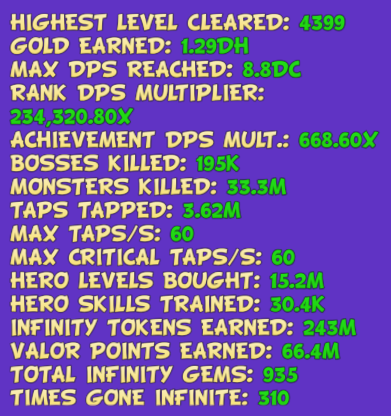 HIGHEST LEVEL CLEARED: 4399
GOLD EARNED: 1.29DH
MAX DPS REACHED: 8.8DC
RANK DPS MULTIPLIER:
234,320.80X
ACHIEVEMENT DPS MULT.: 668.60X
BOSSES KILLED: 195K
MONSTERS KILLED: 33.3M
TAPS TAPPED: 3.62M
MAX TAPS/S: 60
MAX CRITICAL TAPS/S: 60
HERO LEVELS BOUGHT: 15.2M
HERO SKILLS TRAINED: 30.4K
INFINITY TOKENS EARNED: 243M
VALOR POINTS EARNED: 66.4M
TOTAL INFINITY GEMS: 935
TIMES GONE INFINITE: 310